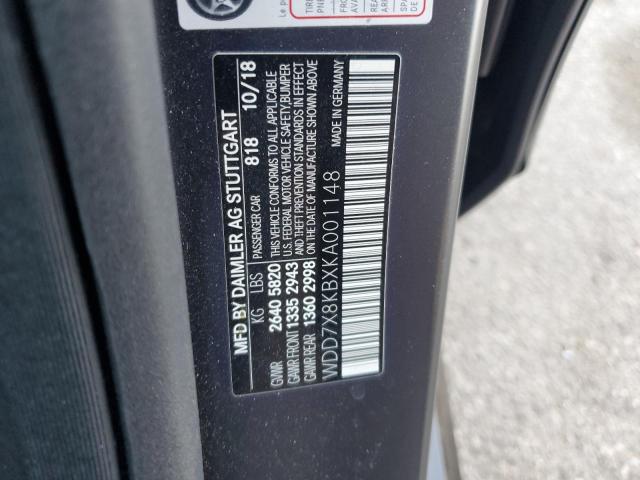 MFD BY DAIMLER AG STUTTGART
KG LBS PASSENGER CAR 818 10/18
GVWR 2640 5820 THIS VEHICLE CONFORMS TO ALL APPLICABLE
GAWR FRONT 1335 2943 U.S. FEDERAL MOTOR VEHICLE SAFETY,BUMPER
AND THEFT PREVENTION STANDARDS IN EFFECT
GAWR REAR 1360 2998 ON THE DATE OF MANUFACTURE SHOWN ABOVE
WDD7X8KBXKA001148 MADE IN GERMANY